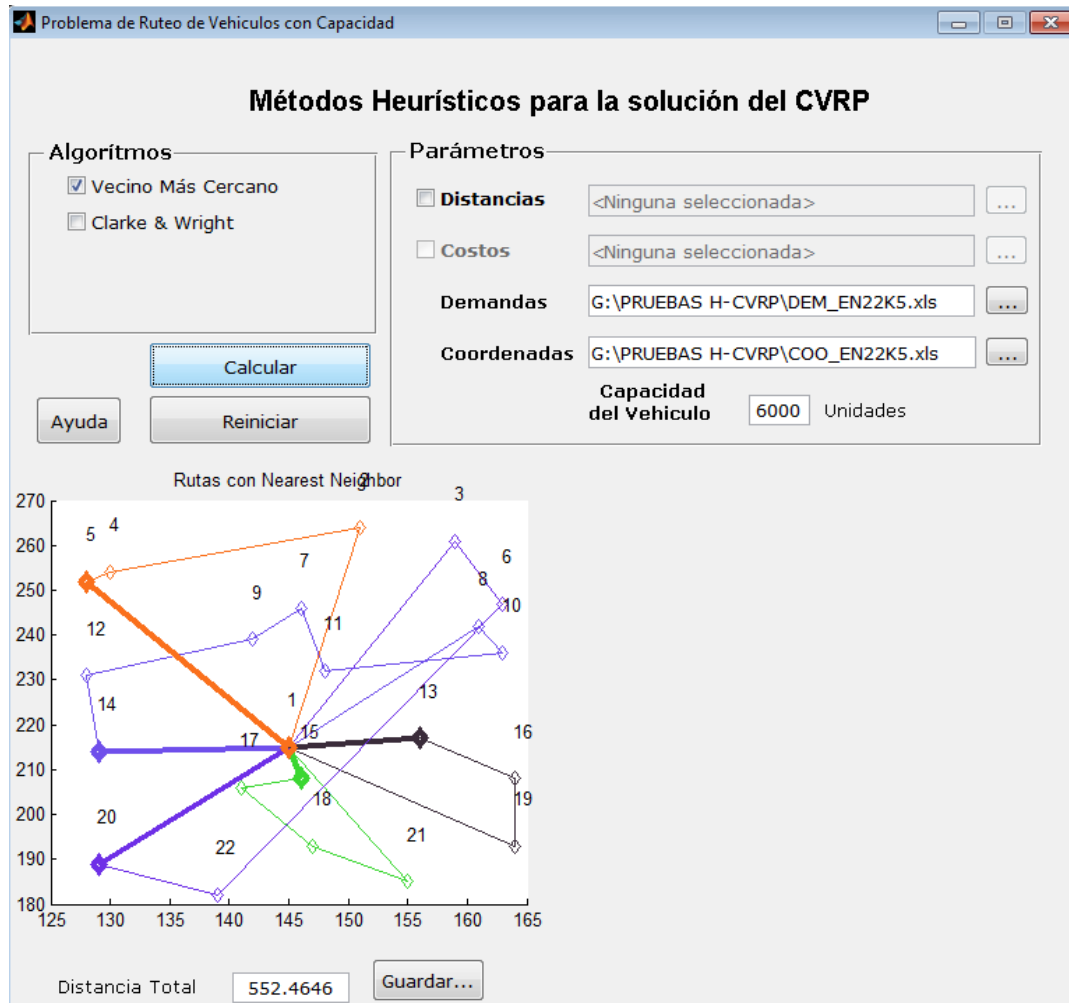 Problema de Ruteo de Vehiculos con Capacidad
Métodos Heurísticos para la solución del CVRP
Algorítmos
Vecino Más Cercano
Clarke & Wright
Calcular
Ayuda
Reiniciar
Parámetros
Distancias <Ninguna seleccionada> ...
Costos <Ninguna seleccionada> ...
Demandas G:\PRUEBAS H-CVRP\DEM_EN22K5.xls ...
Coordenadas G:\PRUEBAS H-CVRP\COO_EN22K5.xls ...
Capacidad
del Vehiculo 6000 Unidades
Rutas con Nearest Neighbor
2
3
270
5 4
260
7 6
250
9 8
10
240
12 11
230
14 13
220
1
17 15 16
210
20 18 19
200
22 21
190
180
125 130 135 140 145 150 155 160 165
Distancia Total 552.4646 Guardar...